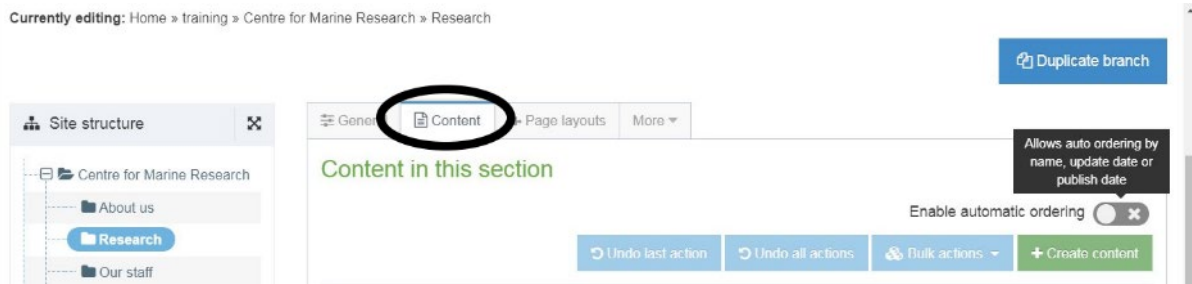 Currently editing: Home » training » Centre for Marine Research » Research
Duplicate branch
Site structure
Content
Page layouts
More
Allows auto ordering by
name, update date or
publish date
Centre for Marine Research
Content in this section
About us
Enable automatic ordering
Research
Undo last action
Undo all actions
Bulk actions
Create content
Our staff